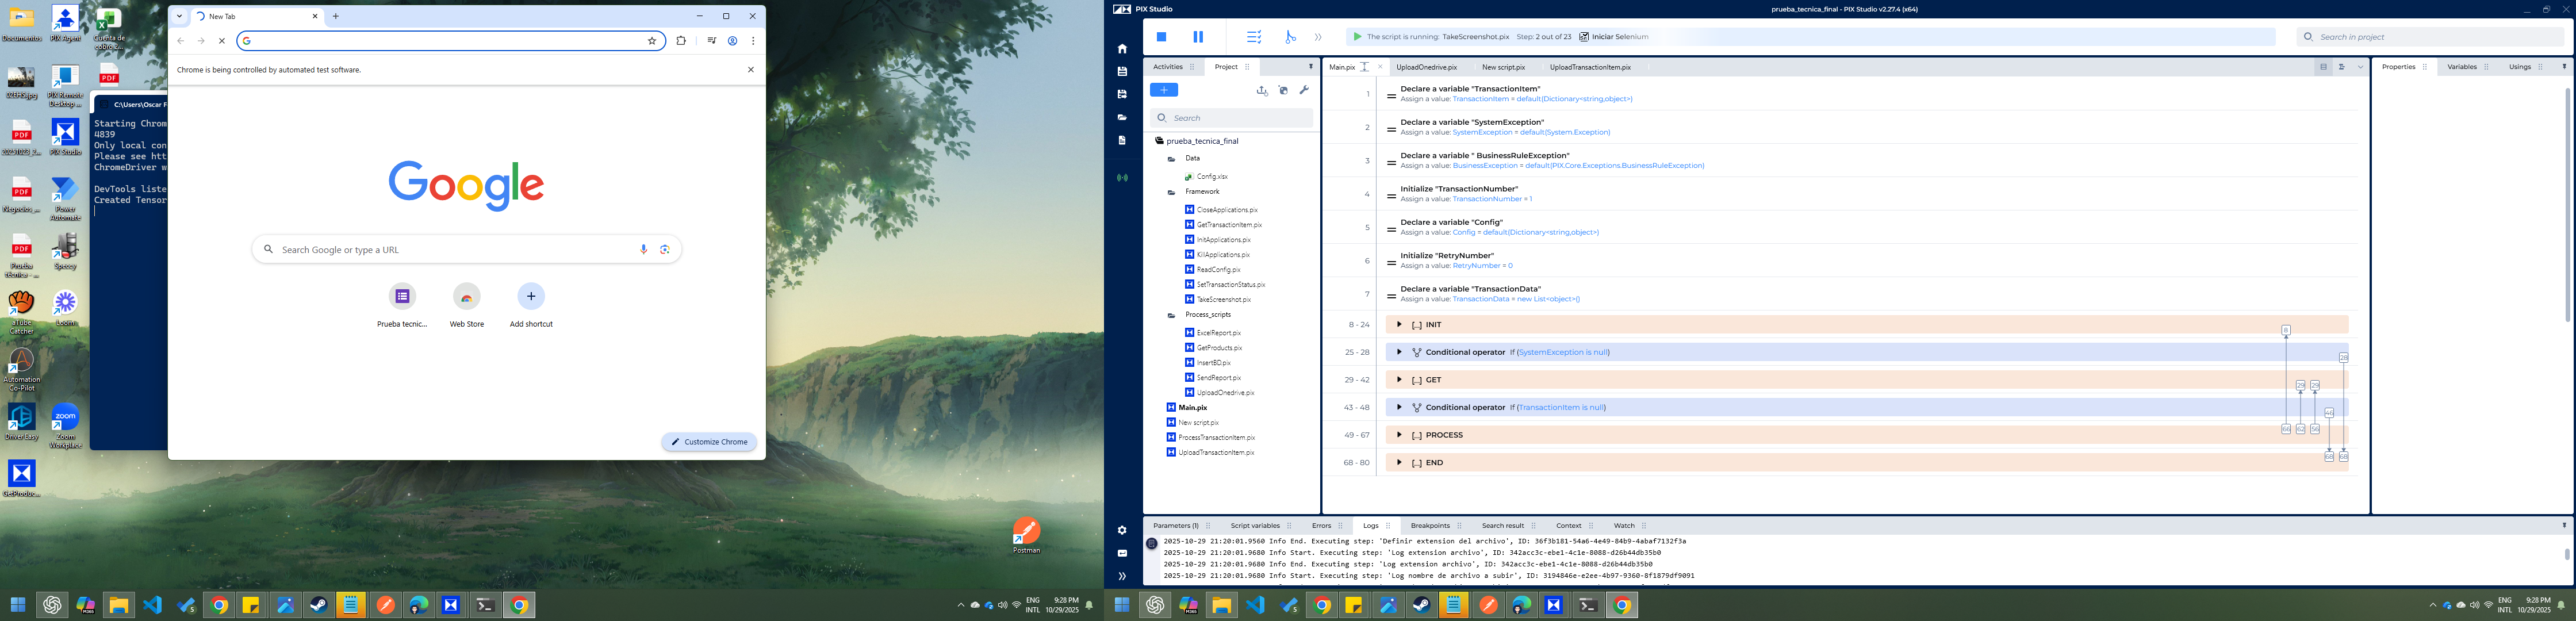 Documentos
PIX Agent
Cuenta de
cobro_2...
PIX Remote
Desktop ...
PIX Studio
Power
Automate
Prueba
técnica - ...
Speccy
aTube
Catcher
Loom
Automation
Co-Pilot
DriverEasy
Zoom
Workplace
GetProduc...
Postman
C:\Users\Oscar F
Starting Chrom
4839
Only local con
Please see htt
ChromeDriver w
DevTools liste
Created Tensor
New Tab
Chrome is being controlled by automated test software.
Google
Search Google or type a URL
Prueba tecnic...
Web Store
Add shortcut
Customize Chrome
ENG
INTL
9:28 PM
10/29/2025
PIX Studio
prueba_tecnica_final - PIX Studio v2.27.4 (x64)
The script is running: TakeScreenshot.pix Step: 2 out of 23 Iniciar Selenium
Search in project
Activities
Project
Search
prueba_tecnica_final
Data
Config.xlsx
Framework
CloseApplications.pix
GetTransactionItem.pix
InitApplications.pix
KillApplications.pix
ReadConfig.pix
SetTransactionStatus.pix
TakeScreenshot.pix
Process_scripts
ExcelReport.pix
GetProducts.pix
InsertBD.pix
SendReport.pix
UploadOnedrive.pix
Main.pix
New script.pix
ProcessTransactionItem.pix
UploadTransactionItem.pix
Main.pix
UploadOnedrive.pix
New script.pix
UploadTransactionItem.pix
1 Declare a variable "TransactionItem"
Assign a value: TransactionItem = default(Dictionary<string,object>)
2 Declare a variable "SystemException"
Assign a value: SystemException = default(System.Exception)
3 Declare a variable " BusinessRuleException"
Assign a value: BusinessException = default(PIX.Core.Exceptions.BusinessRuleException)
4 Initialize "TransactionNumber"
Assign a value: TransactionNumber = 1
5 Declare a variable "Config"
Assign a value: Config = default(Dictionary<string,object>)
6 Initialize "RetryNumber"
Assign a value: RetryNumber = 0
7 Declare a variable "TransactionData"
Assign a value: TransactionData = new List<object>()
8 - 24 [...] INIT
25 - 28 Conditional operator If (SystemException is null)
29 - 42 [...] GET
43 - 48 Conditional operator If (TransactionItem is null)
49 - 67 [...] PROCESS
68 - 80 [...] END
8
28
29 29
46
66 62 56
68 68
Properties
Variables
Usings
Parameters (1)
Script variables
Errors
Logs
Breakpoints
Search result
Context
Watch
2025-10-29 21:20:01.9560 Info End. Executing step: 'Definir extension del archivo', ID: 36f3b181-54a6-4e49-84b9-4abaf7132f3a
2025-10-29 21:20:01.9680 Info Start. Executing step: 'Log extension archivo', ID: 342acc3c-ebe1-4c1e-8088-d26b44db35b0
2025-10-29 21:20:01.9680 Info End. Executing step: 'Log extension archivo', ID: 342acc3c-ebe1-4c1e-8088-d26b44db35b0
2025-10-29 21:20:01.9680 Info Start. Executing step: 'Log nombre de archivo a subir', ID: 3194846e-e2ee-4b97-9360-8f1879df9091
ENG
INTL
9:28 PM
10/29/2025